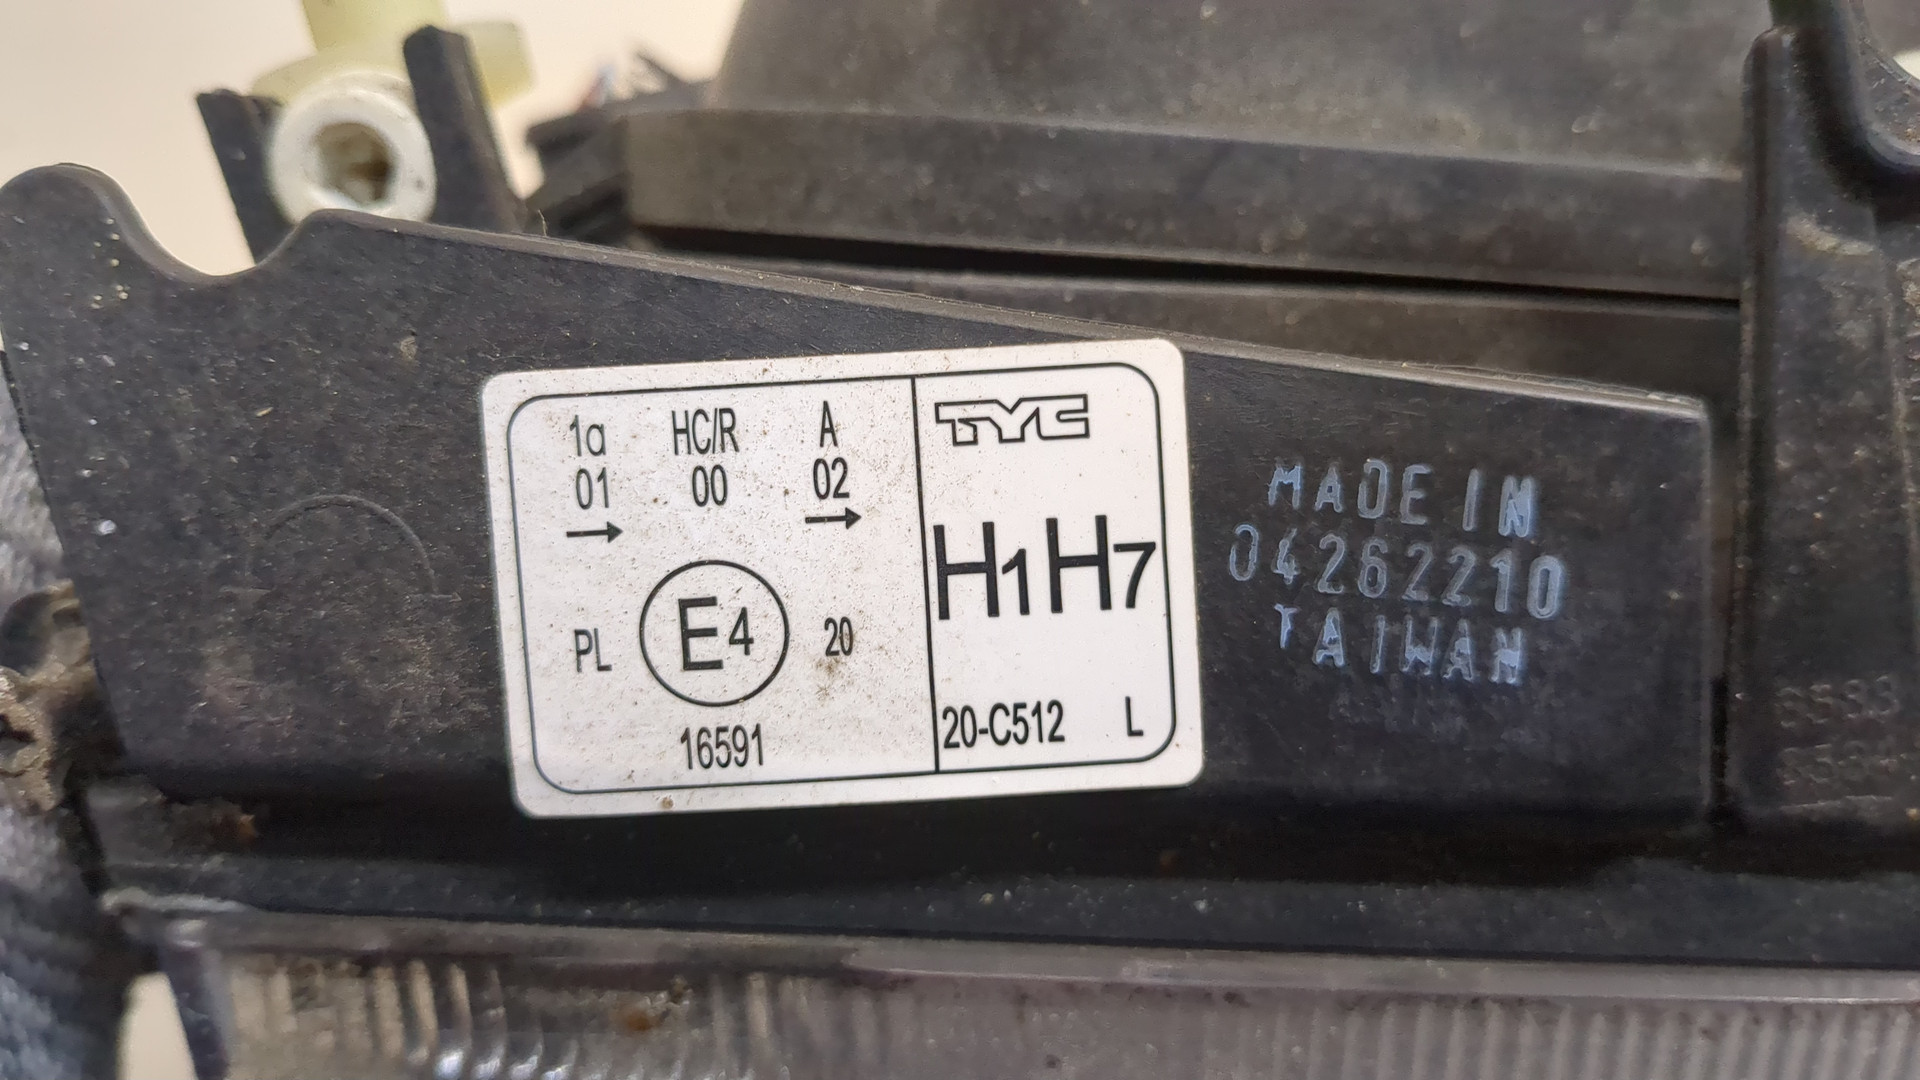 1a HC/R A
01 00 02
→ →
PL E4 20
16591
TYC
H1H7
20-C512 L
MADE IN
04262210
TAIWAN